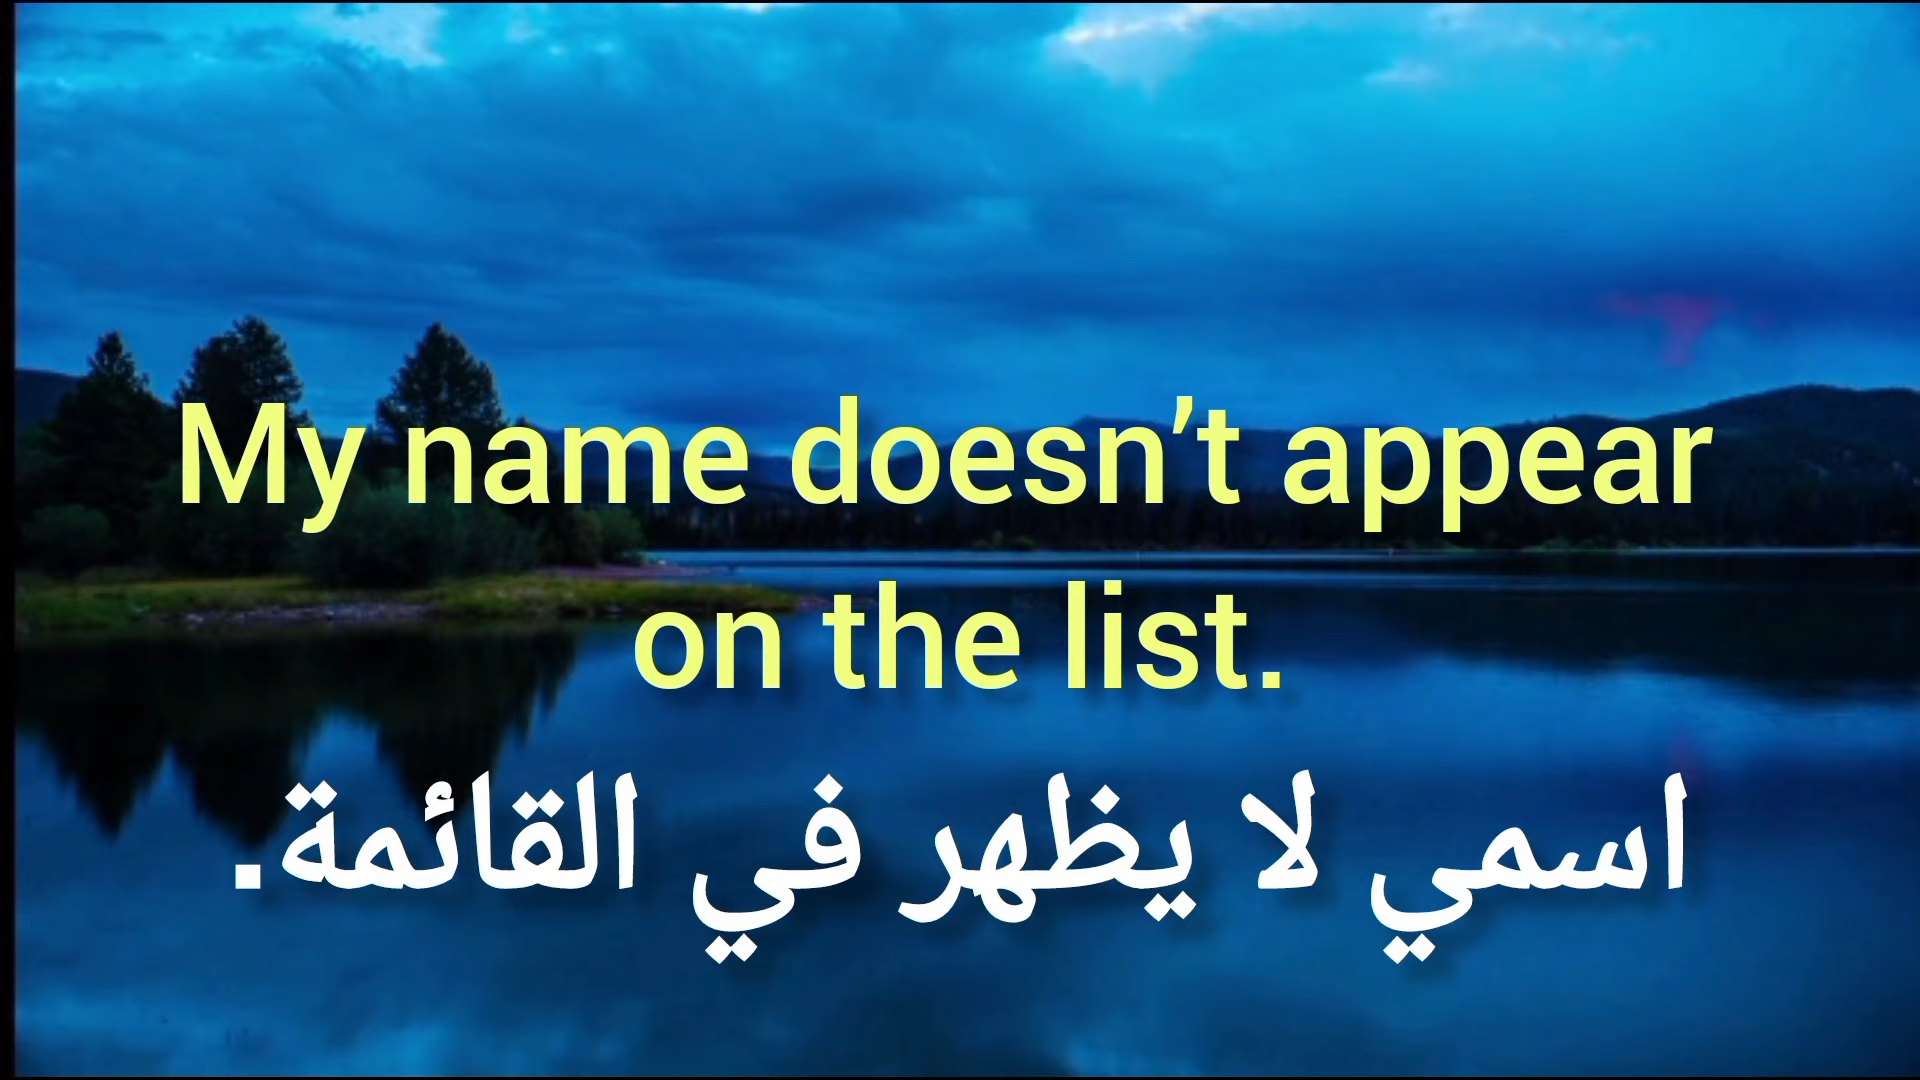 My name doesn’t appear
on the list.
اسمي لا يظهر في القائمة.